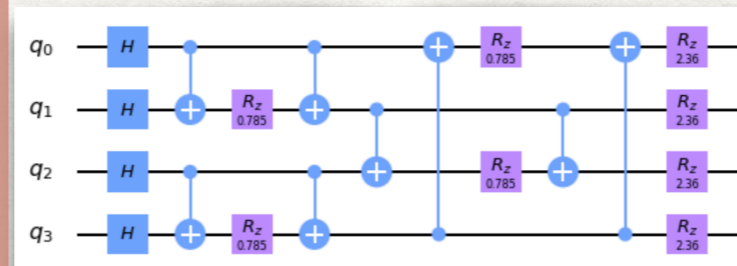 q0 H Rz 0.785 Rz 2.36
q1 H Rz 0.785 Rz 2.36
q2 H Rz 0.785 Rz 2.36
q3 H Rz 0.785 Rz 2.36